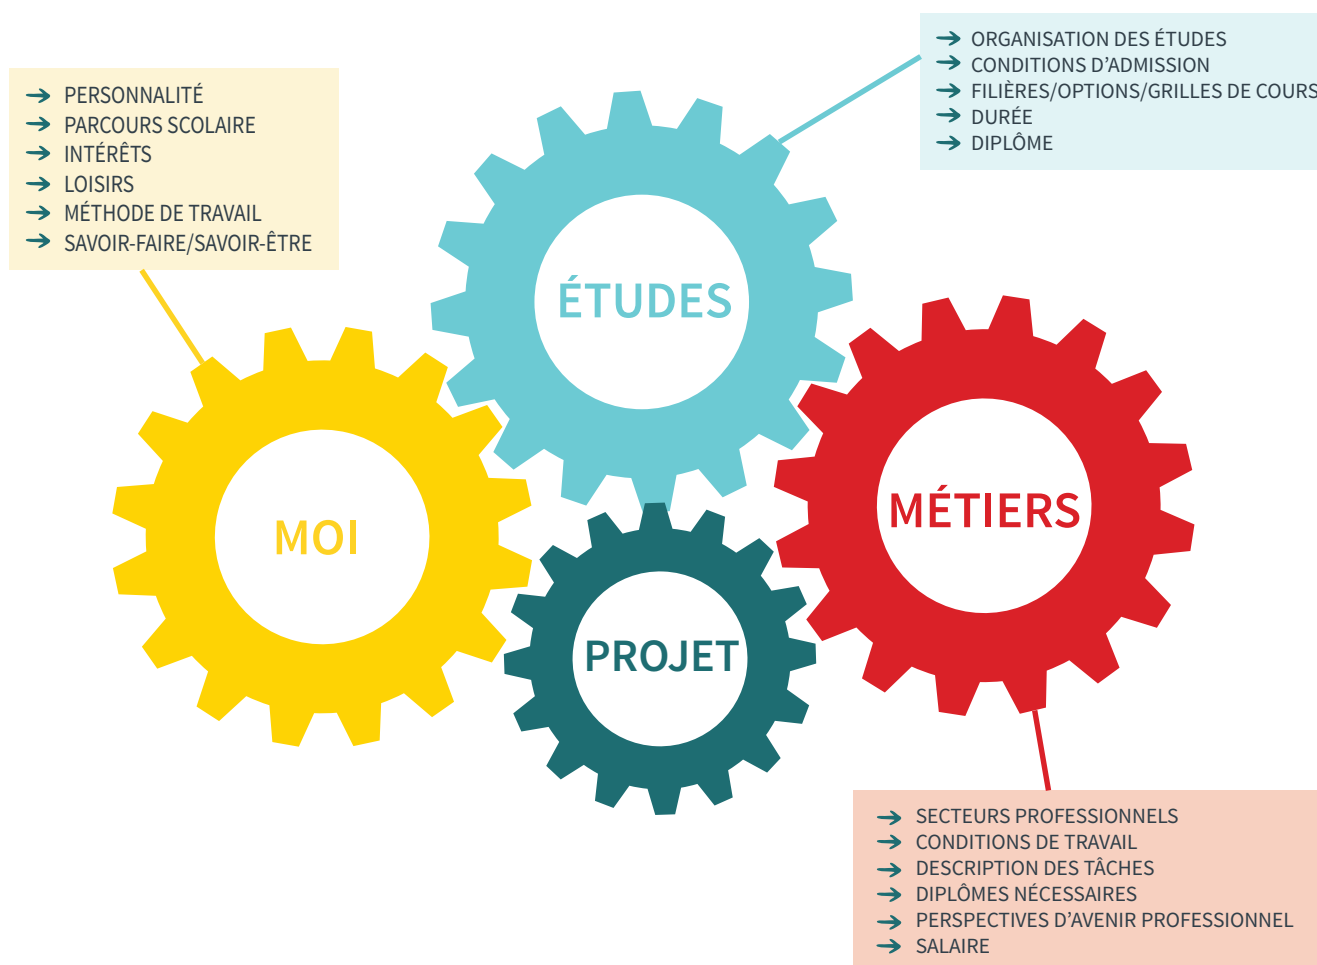 PERSONNALITÉ
PARCOURS SCOLAIRE
INTÉRÊTS
LOISIRS
MÉTHODE DE TRAVAIL
SAVOIR-FAIRE/SAVOIR-ÊTRE
ORGANISATION DES ÉTUDES
CONDITIONS D'ADMISSION
FILIÈRES/OPTIONS/GRILLES DE COURS
DURÉE
DIPLÔME
ÉTUDES
MOI
MÉTIERS
PROJET
SECTEURS PROFESSIONNELS
CONDITIONS DE TRAVAIL
DESCRIPTION DES TÂCHES
DIPLÔMES NÉCESSAIRES
PERSPECTIVES D'AVENIR PROFESSIONNEL
SALAIRE